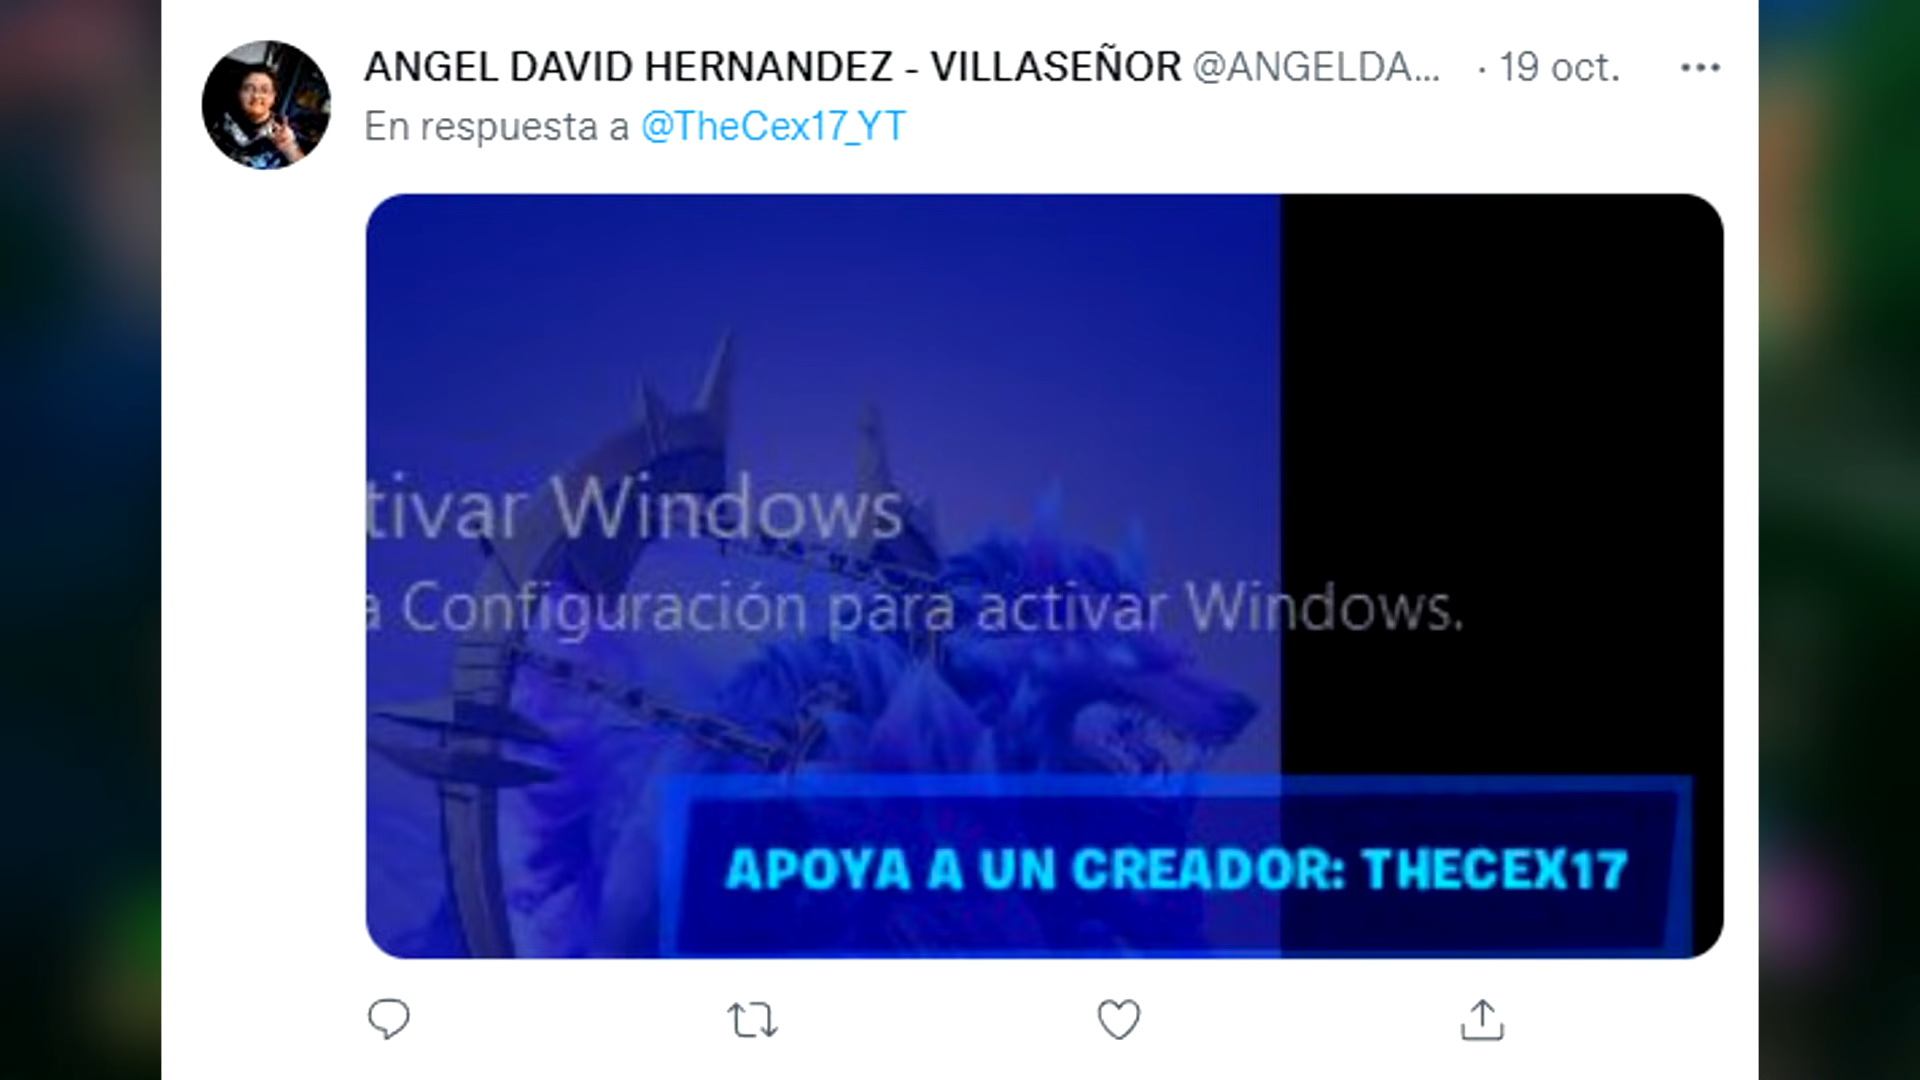 ANGEL DAVID HERNANDEZ - VILLASEÑOR @ANGELDA... · 19 oct.
En respuesta a @TheCex17_YT
tivar Windows
a Configuración para activar Windows.
APOYA A UN CREADOR: THECEX17